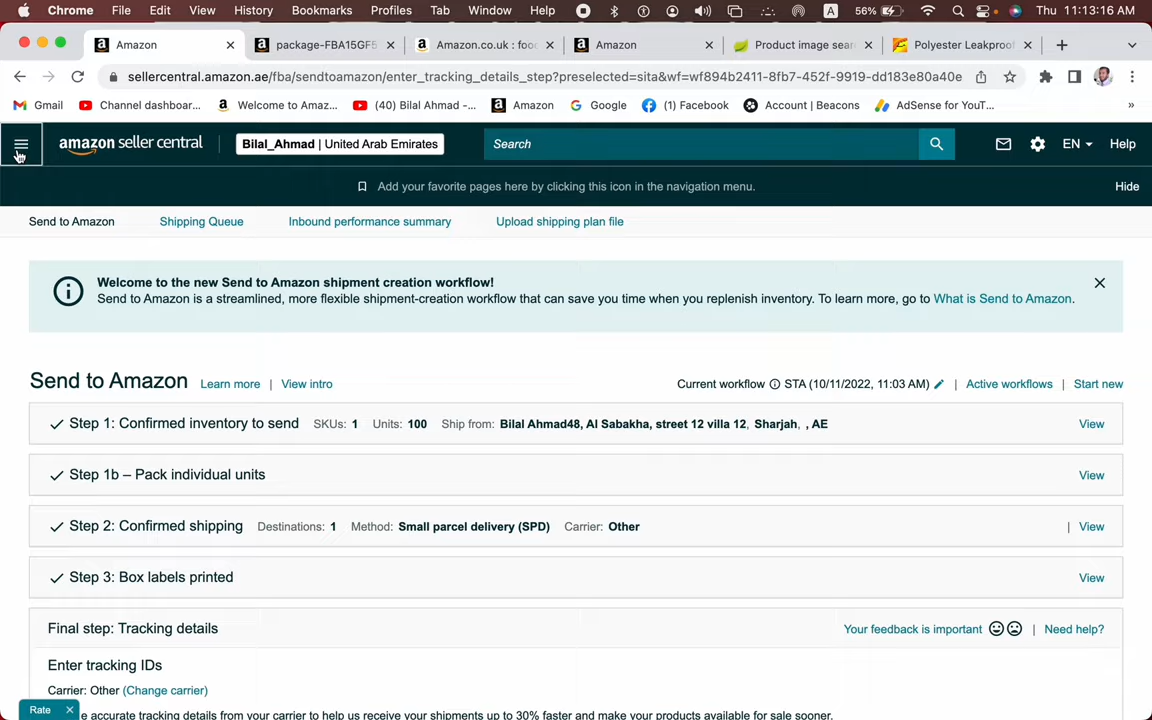 Chrome File Edit View History Bookmarks Profiles Tab Window Help A 56% Thu 11:13:16 AM
Amazon package-FBA15GF5 Amazon.co.uk : foo Amazon Product image sear Polyester Leakproof
sellercentral.amazon.ae/fba/sendtoamazon/enter_tracking_details_step?preselected=sita&wf=wf894b2411-8fb7-452f-9919-dd183e80a40e
Gmail Channel dashboar... Welcome to Amaz... (40) Bilal Ahmad -... Amazon Google (1) Facebook Account | Beacons AdSense for YouT... »
amazon seller central Bilal_Ahmad | United Arab Emirates Search EN Help
Add your favorite pages here by clicking this icon in the navigation menu. Hide
Send to Amazon Shipping Queue Inbound performance summary Upload shipping plan file
Welcome to the new Send to Amazon shipment creation workflow!
Send to Amazon is a streamlined, more flexible shipment-creation workflow that can save you time when you replenish inventory. To learn more, go to What is Send to Amazon.
Send to Amazon Learn more | View intro Current workflow STA (10/11/2022, 11:03 AM) | Active workflows | Start new
Step 1: Confirmed inventory to send SKUs: 1 Units: 100 Ship from: Bilal Ahmad48, Al Sabakha, street 12 villa 12, Sharjah, , AE View
Step 1b – Pack individual units View
Step 2: Confirmed shipping Destinations: 1 Method: Small parcel delivery (SPD) Carrier: Other | View
Step 3: Box labels printed View
Final step: Tracking details Your feedback is important | Need help?
Enter tracking IDs
Carrier: Other (Change carrier)
Rate accurate tracking details from your carrier to help us receive your shipments up to 30% faster and make your products available for sale sooner.